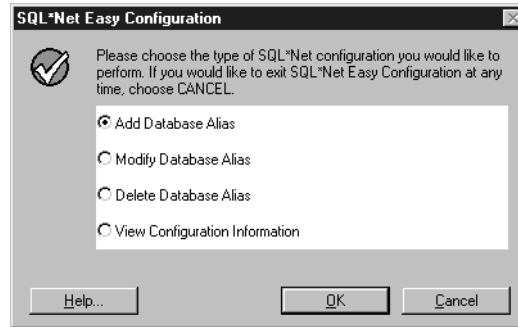 SQL*Net Easy Configuration
Please choose the type of SQL*Net configuration you would like to
perform. If you would like to exit SQL*Net Easy Configuration at any
time, choose CANCEL.
Add Database Alias
Modify Database Alias
Delete Database Alias
View Configuration Information
Help...
OK
Cancel